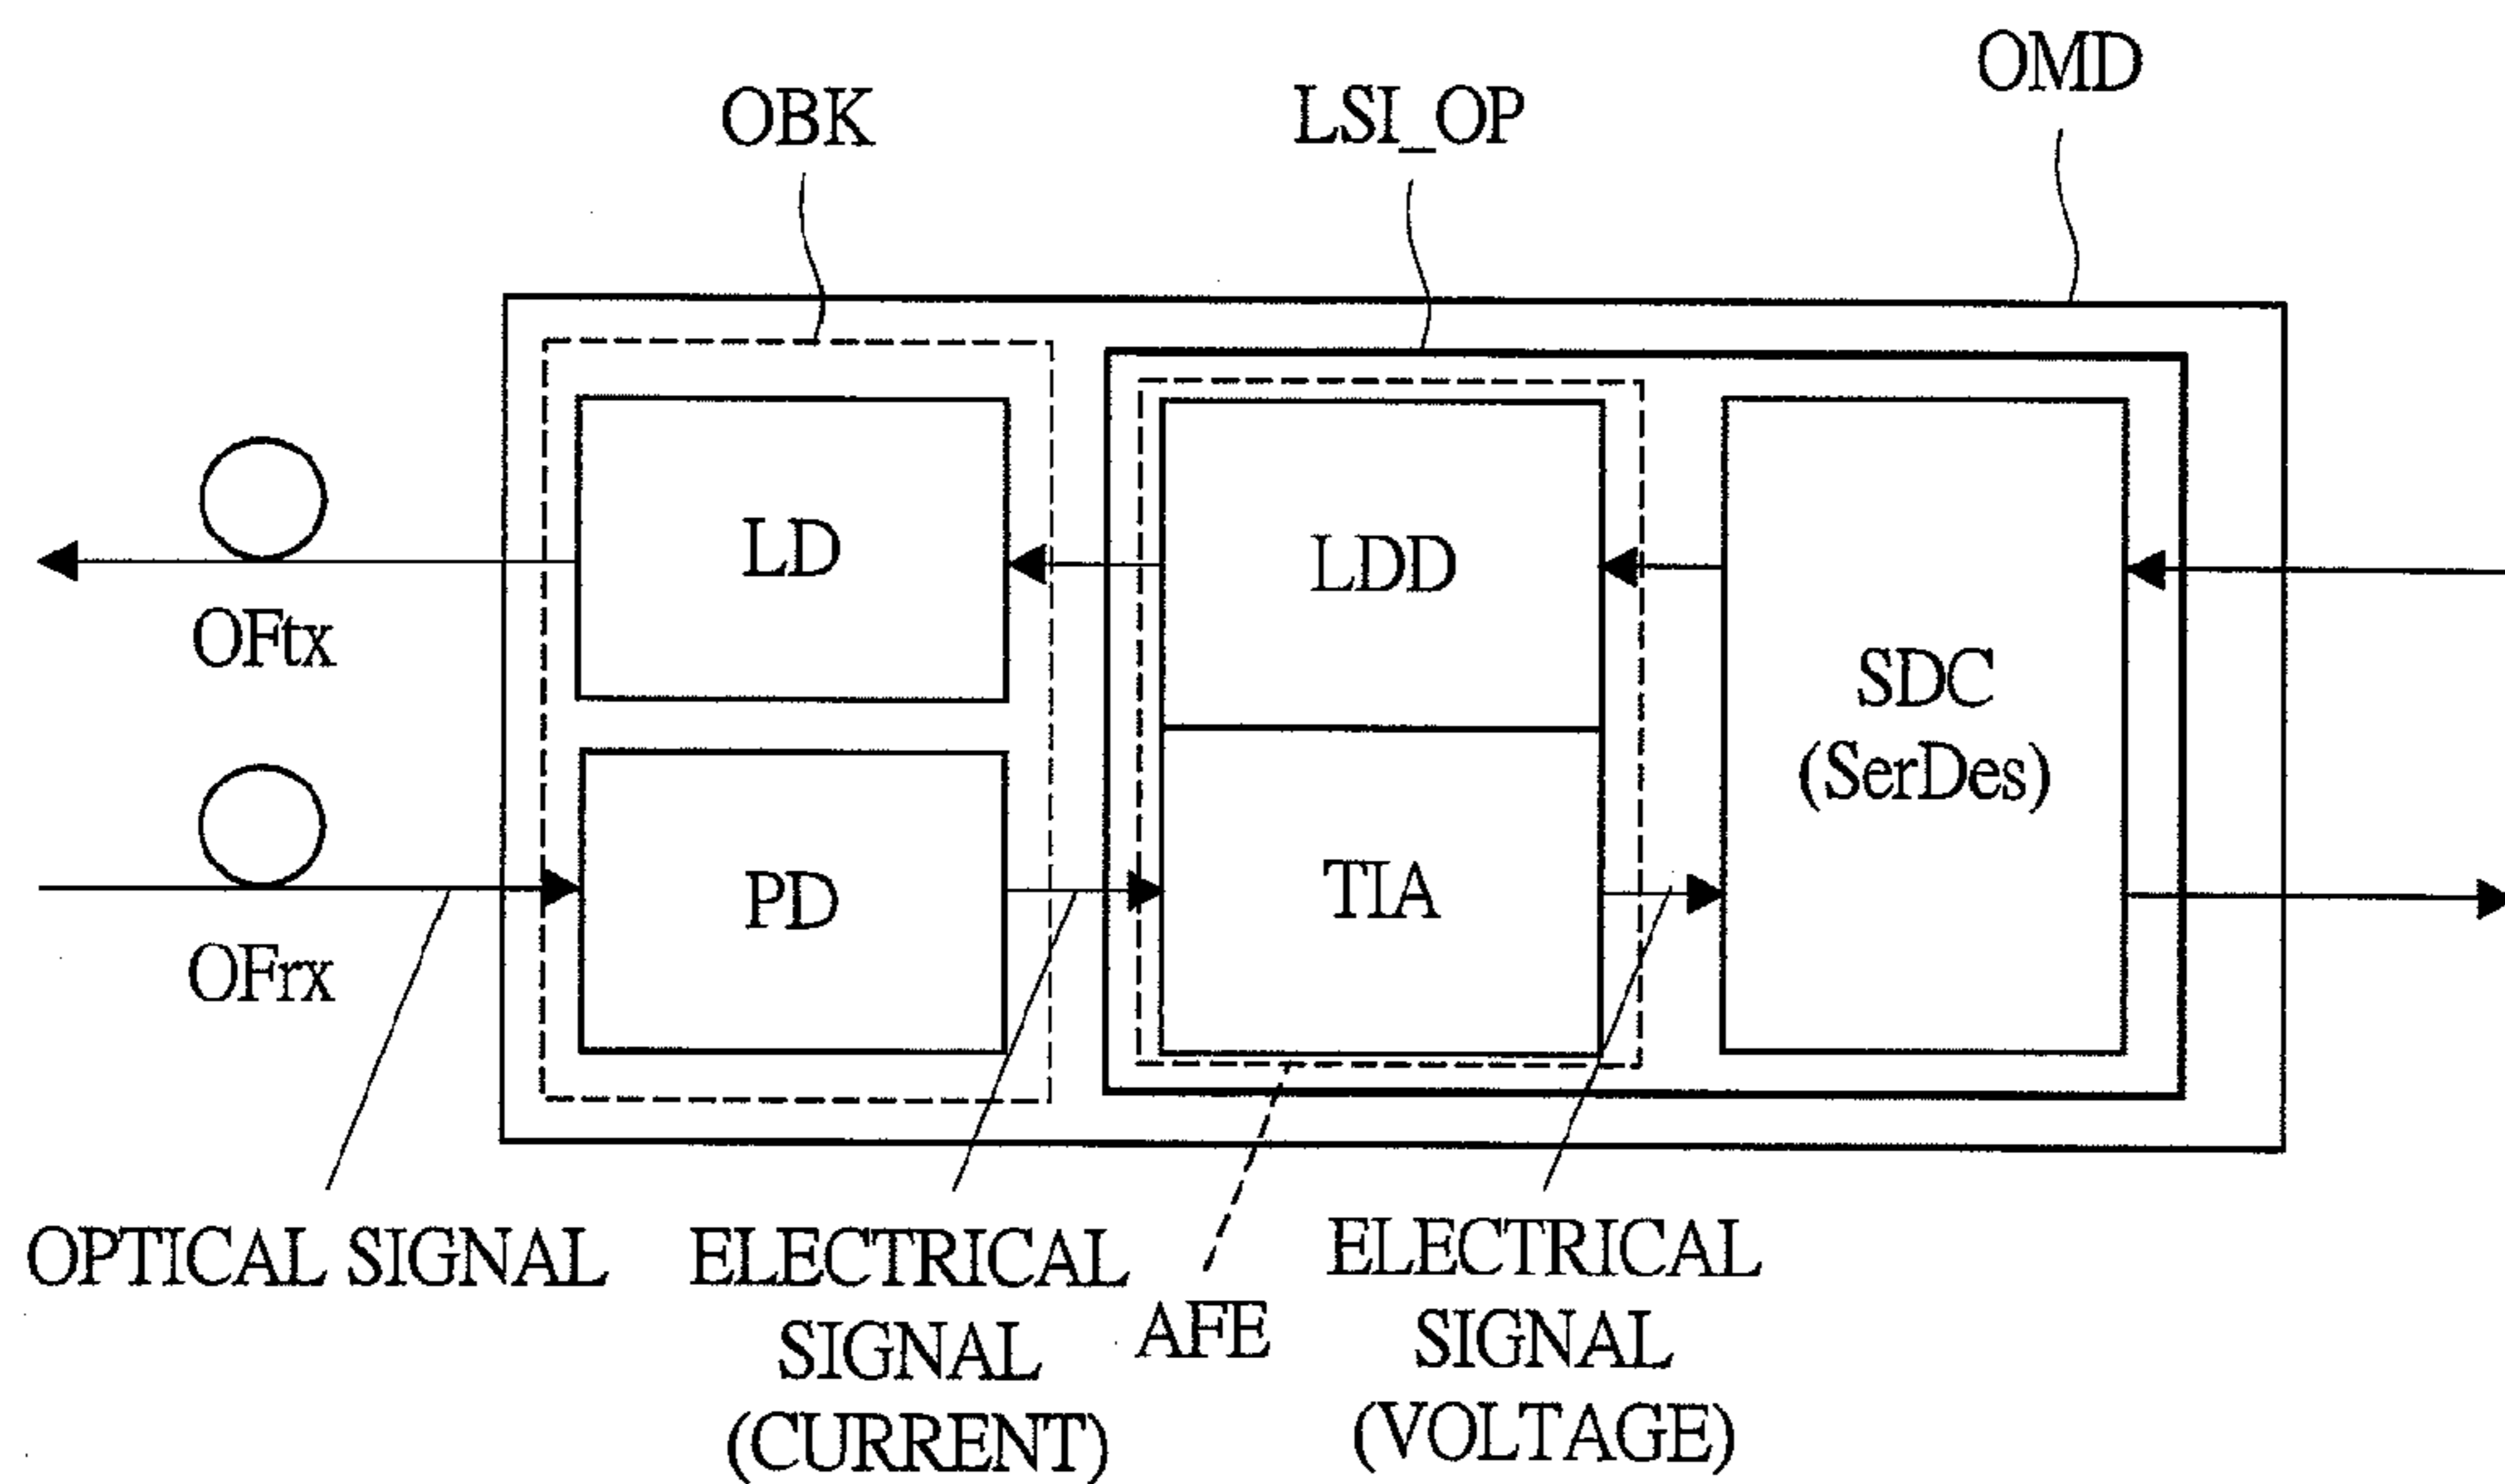 OMD
OBK
LSI_OP
LD
LDD
OFtx
SDC
(SerDes)
PD
TIA
OFrx
OPTICAL SIGNAL
ELECTRICAL
SIGNAL
(CURRENT)
AFE
ELECTRICAL
SIGNAL
(VOLTAGE)